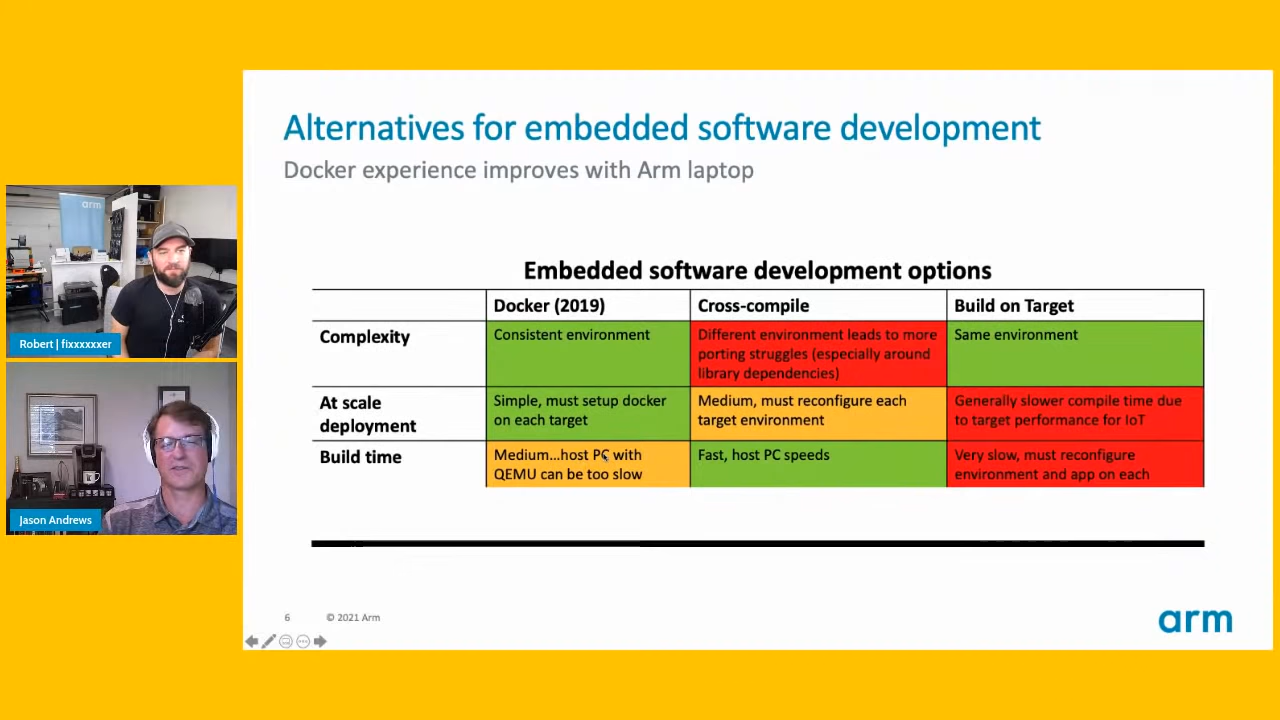 Alternatives for embedded software development
Docker experience improves with Arm laptop
arm
Robert | fixxxxxxer
Jason Andrews
Embedded software development options
Docker (2019)
Cross-compile
Build on Target
Complexity
Consistent environment
Different environment leads to more
porting struggles (especially around
library dependencies)
Same environment
At scale
deployment
Simple, must setup docker
on each target
Medium, must reconfigure each
target environment
Generally slower compile time due
to target performance for IoT
Build time
Medium...host PC with
QEMU can be too slow
Fast, host PC speeds
Very slow, must reconfigure
environment and app on each
6
© 2021 Arm
arm